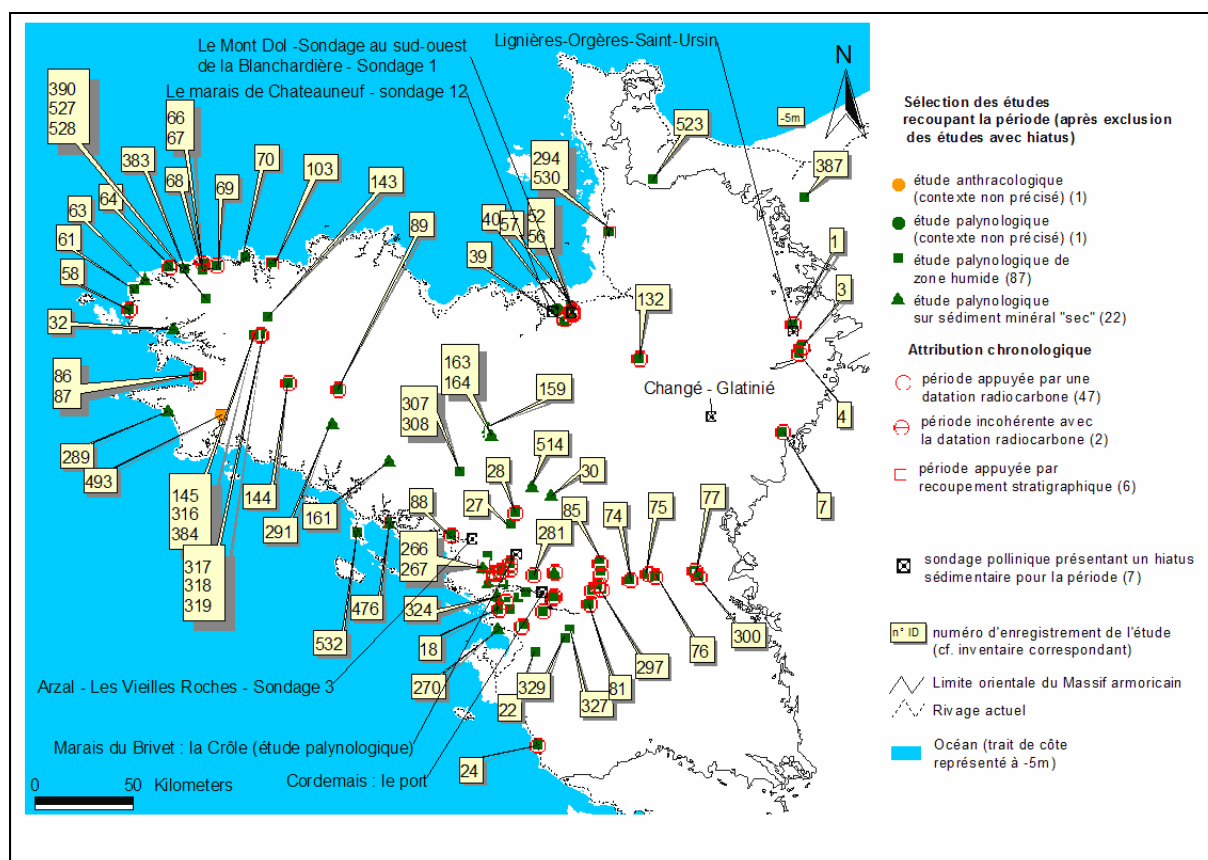 Le Mont Dol -Sondage au sud-ouest
de la Blanchardière - Sondage 1
Le marais de Chateauneuf - sondage 12
Lignières-Orgères-Saint-Ursin
N
-5m
390
527
528
383
66
67
68
69
70
103
143
64
63
61
58
32
86
87
289
493
89
40
57
52
56
39
294
530
523
387
1
3
4
7
132
Changé - Glatinié
163
164
159
307
308
514
30
28
27
88
85
74
75
77
281
145
316
384
144
291
161
317
318
319
266
267
324
476
532
18
270
22
329
327
81
297
76
300
24
Arzal - Les Vieilles Roches - Sondage 3
Marais du Brivet : la Crôle (étude palynologique)
Cordemais : le port
0 50 Kilometers
Sélection des études
recoupant la période (après exclusion
des études avec hiatus)
étude anthracologique
(contexte non précisé) (1)
étude palynologique
(contexte non précisé) (1)
étude palynologique de
zone humide (87)
étude palynologique
sur sédiment minéral "sec" (22)
Attribution chronologique
période appuyée par une
datation radiocarbone (47)
période incohérente avec
la datation radiocarbone (2)
période appuyée par
recoupement stratigraphique (6)
sondage pollinique présentant un hiatus
sédimentaire pour la période (7)
n° ID numéro d'enregistrement de l'étude
(cf. inventaire correspondant)
Limite orientale du Massif armoricain
Rivage actuel
Océan (trait de côte
représenté à -5m)